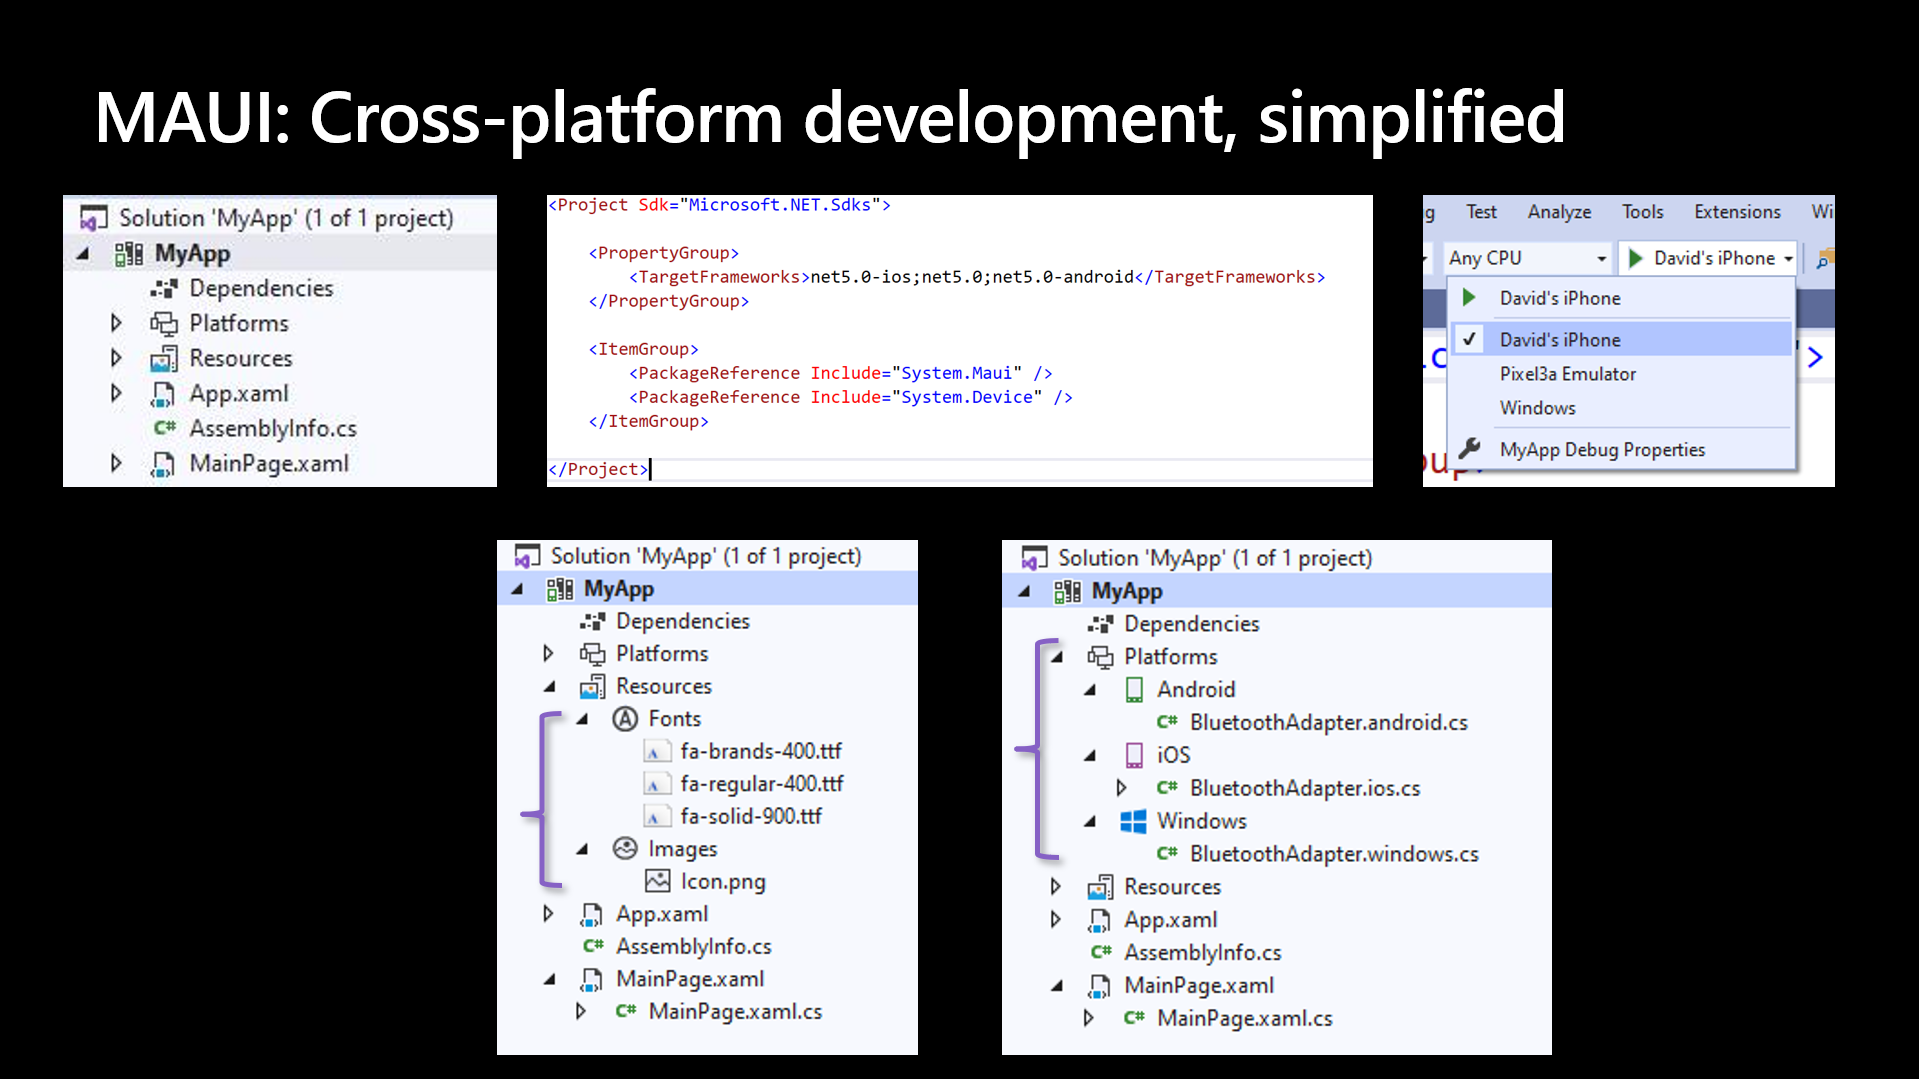 MAUI: Cross-platform development, simplified
Solution 'MyApp' (1 of 1 project)
MyApp
Dependencies
Platforms
Resources
App.xaml
AssemblyInfo.cs
MainPage.xaml
<Project Sdk="Microsoft.NET.Sdks">
<PropertyGroup>
<TargetFrameworks>net5.0-ios;net5.0;net5.0-android</TargetFrameworks>
</PropertyGroup>
<ItemGroup>
<PackageReference Include="System.Maui" />
<PackageReference Include="System.Device" />
</ItemGroup>
</Project>
g Test Analyze Tools Extensions Wi
Any CPU David's iPhone
David's iPhone
David's iPhone
Pixel3a Emulator
Windows
MyApp Debug Properties
Solution 'MyApp' (1 of 1 project)
MyApp
Dependencies
Platforms
Resources
Fonts
fa-brands-400.ttf
fa-regular-400.ttf
fa-solid-900.ttf
Images
Icon.png
App.xaml
C# AssemblyInfo.cs
MainPage.xaml
C# MainPage.xaml.cs
Solution 'MyApp' (1 of 1 project)
MyApp
Dependencies
Platforms
Android
C# BluetoothAdapter.android.cs
iOS
C# BluetoothAdapter.ios.cs
Windows
C# BluetoothAdapter.windows.cs
Resources
App.xaml
C# AssemblyInfo.cs
MainPage.xaml
C# MainPage.xaml.cs